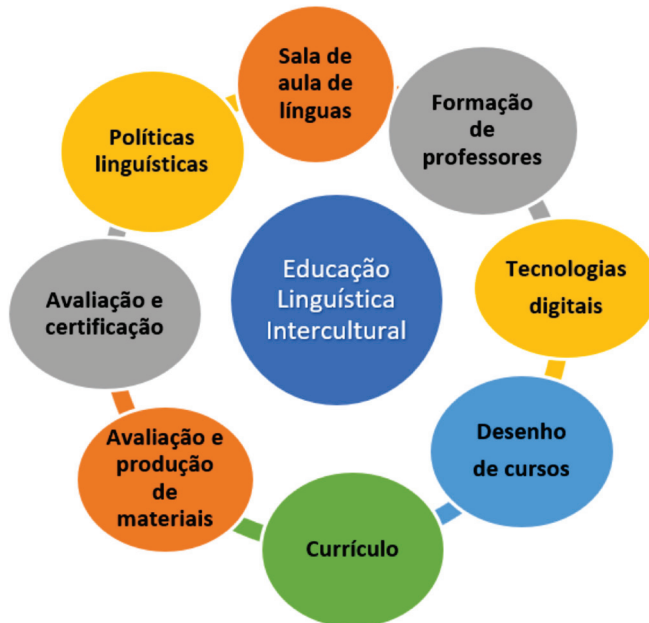 Sala de
aula de
línguas
Formação
de
professores
Tecnologias
digitais
Desenho
de cursos
Currículo
Avaliação e
produção
de
materiais
Avaliação e
certificação
Políticas
linguísticas
Educação
Linguística
Intercultural